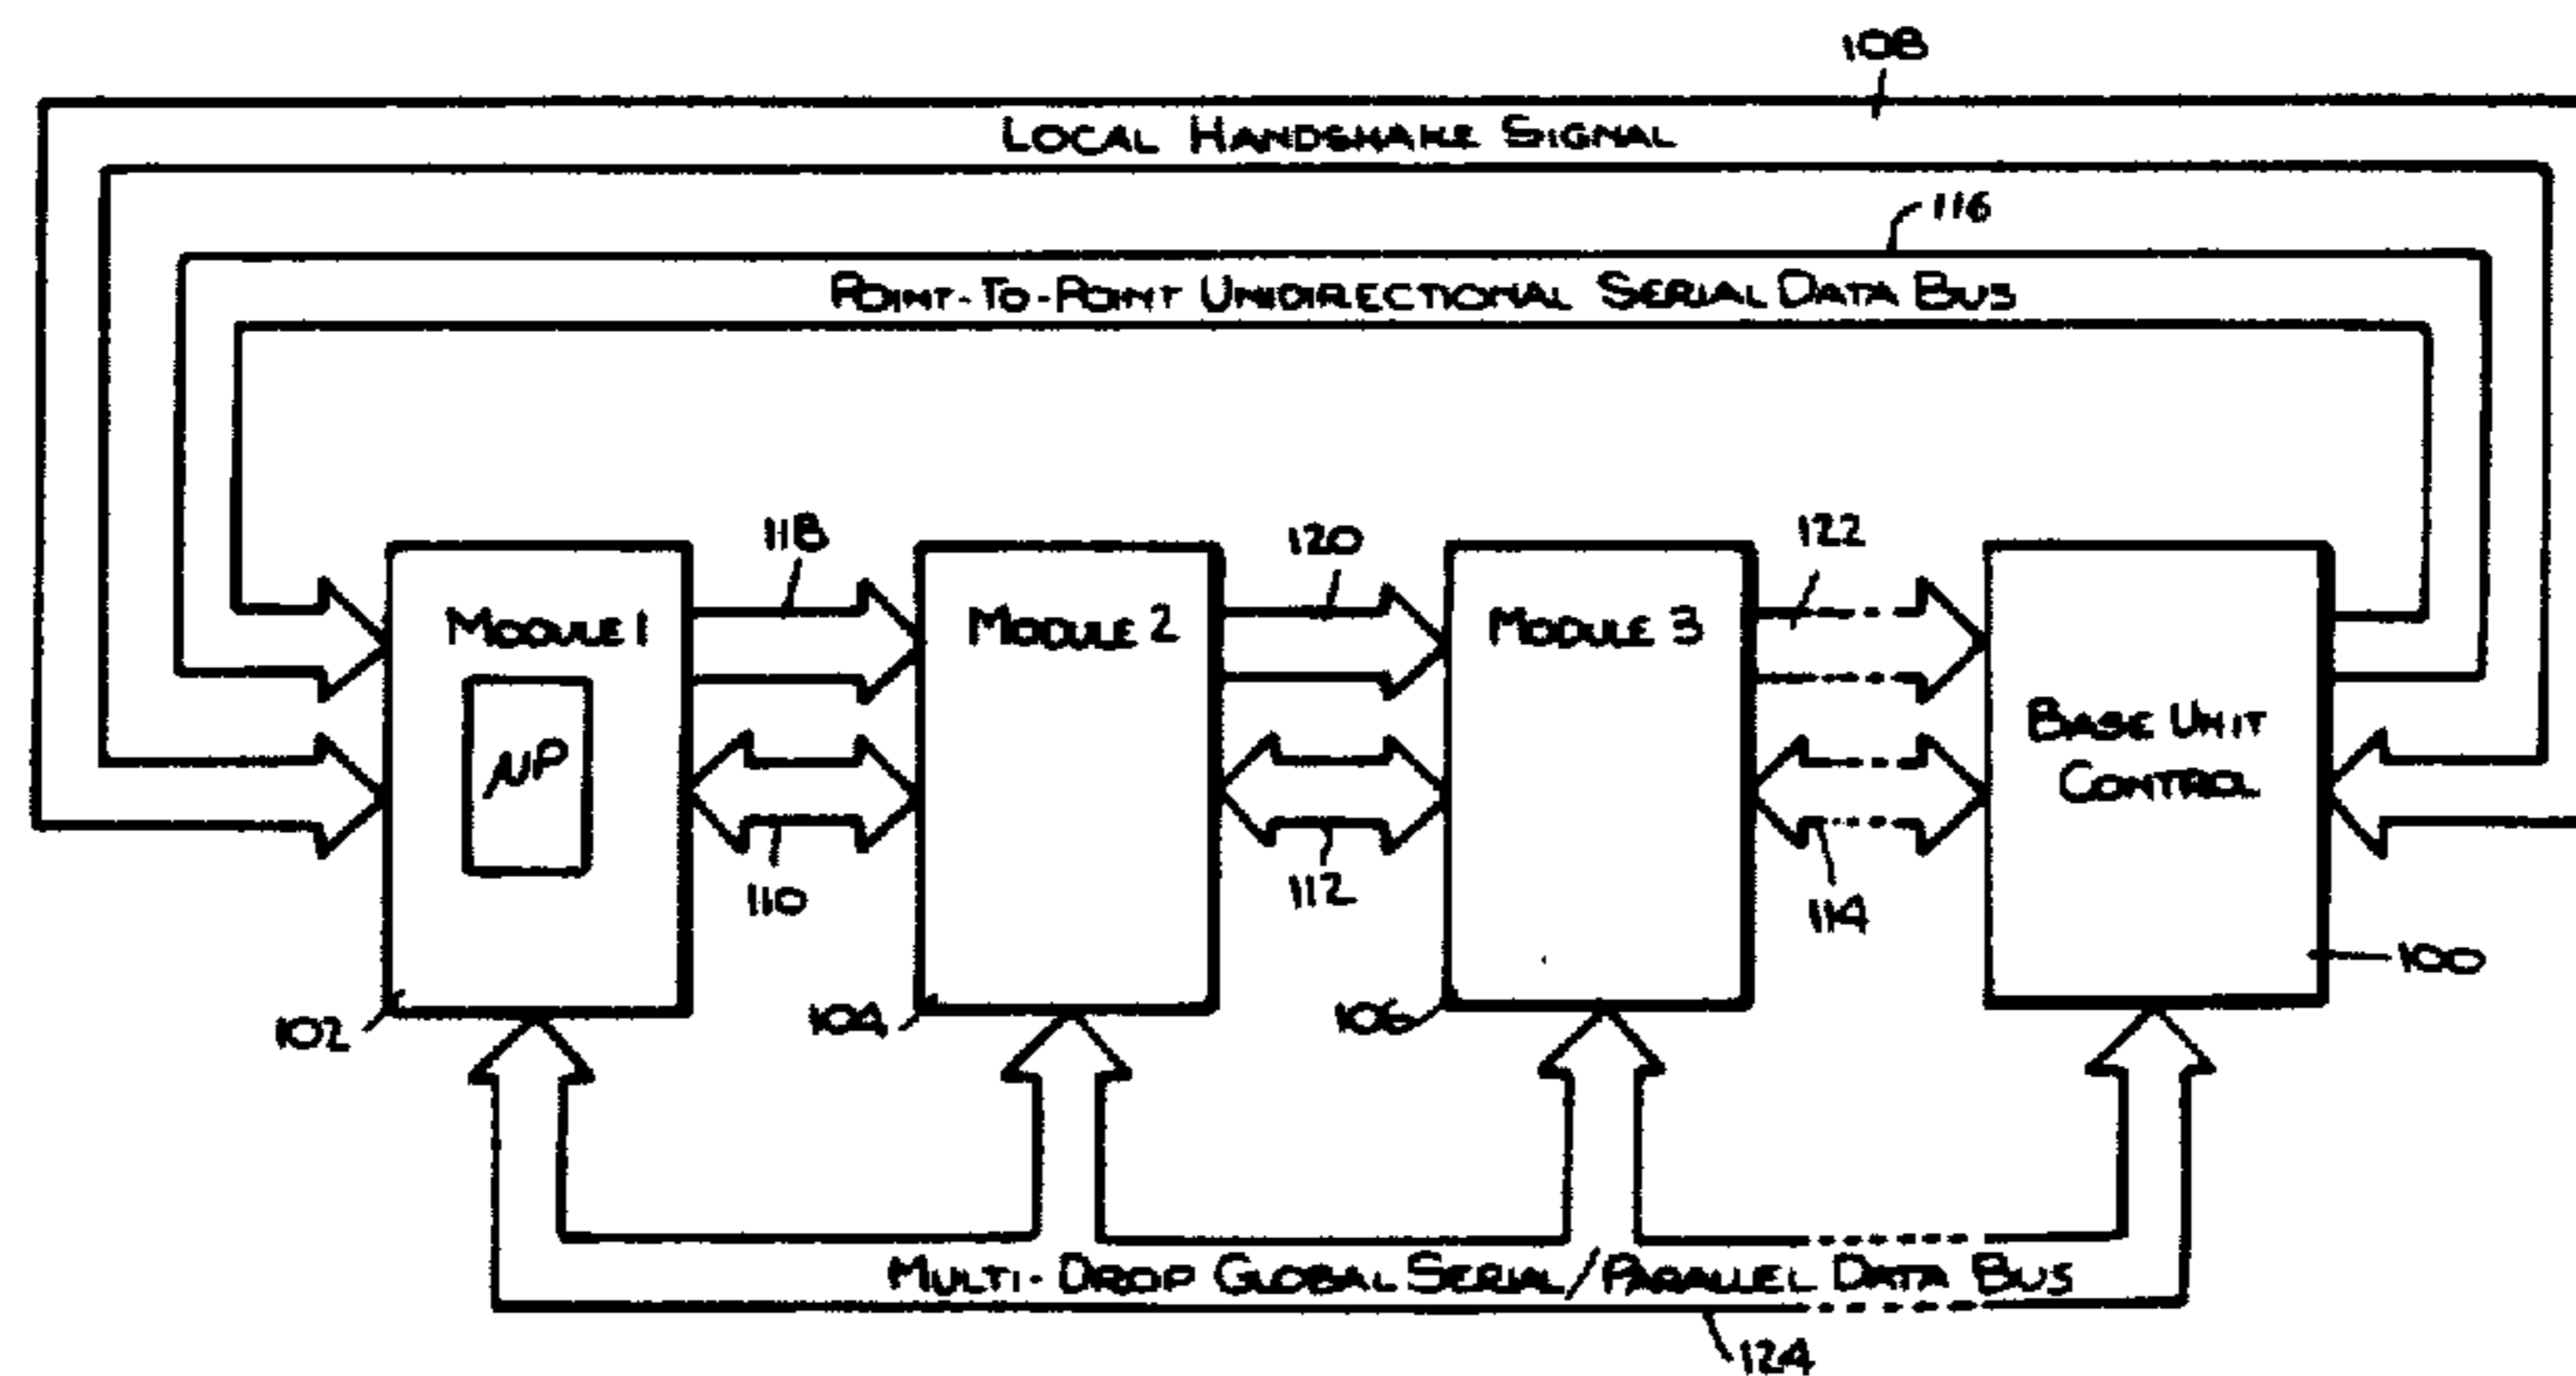 108
LOCAL HANDSHAKE SIGNAL
116
POINT-TO-POINT UNIDIRECTIONAL SERIAL DATA BUS
118
120
122
MODULE 1
MODULE 2
MODULE 3
BASE UNIT
CONTROL
µP
110
112
114
100
102
104
106
MULTI-DROP GLOBAL SERIAL/PARALLEL DATA BUS
124